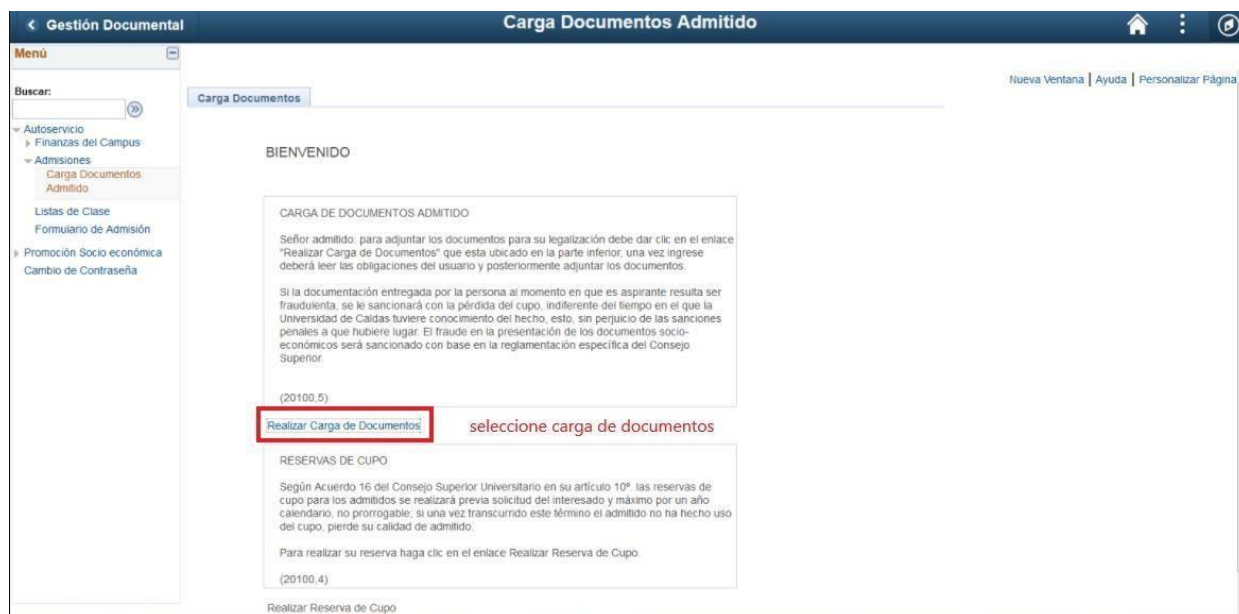 Gestión Documental
Carga Documentos Admitido
Menú
Nueva Ventana | Ayuda | Personalizar Página
Buscar:
Carga Documentos
Autoservicio
Finanzas del Campus
Admisiones
Carga Documentos
Admitido
Listas de Clase
Formulario de Admisión
Promoción Socio económica
Cambio de Contraseña
BIENVENIDO
CARGA DE DOCUMENTOS ADMITIDO
Señor admitido: para adjuntar los documentos para su legalización debe dar clic en el enlace
"Realizar Carga de Documentos" que esta ubicado en la parte inferior, una vez ingrese
deberá leer las obligaciones del usuario y posteriormente adjuntar los documentos.
Si la documentación entregada por la persona al momento en que es aspirante resulta ser
fraudulenta, se le sancionará con la pérdida del cupo, indiferente del tiempo en el que la
Universidad de Caldas tuviere conocimiento del hecho, esto, sin perjuicio de las sanciones
penales a que hubiere lugar. El fraude en la presentación de los documentos socio-
económicos será sancionado con base en la reglamentación específica del Consejo
Superior.
(20100,5)
Realizar Carga de Documentos
seleccione carga de documentos
RESERVAS DE CUPO
Según Acuerdo 16 del Consejo Superior Universitario en su artículo 10º. las reservas de
cupo para los admitidos se realizará previa solicitud del interesado y máximo por un año
calendario, no prorrogable; si una vez transcurrido este término el admitido no ha hecho uso
del cupo, pierde su calidad de admitido.
Para realizar su reserva haga clic en el enlace Realizar Reserva de Cupo.
(20100,4)
Realizar Reserva de Cupo